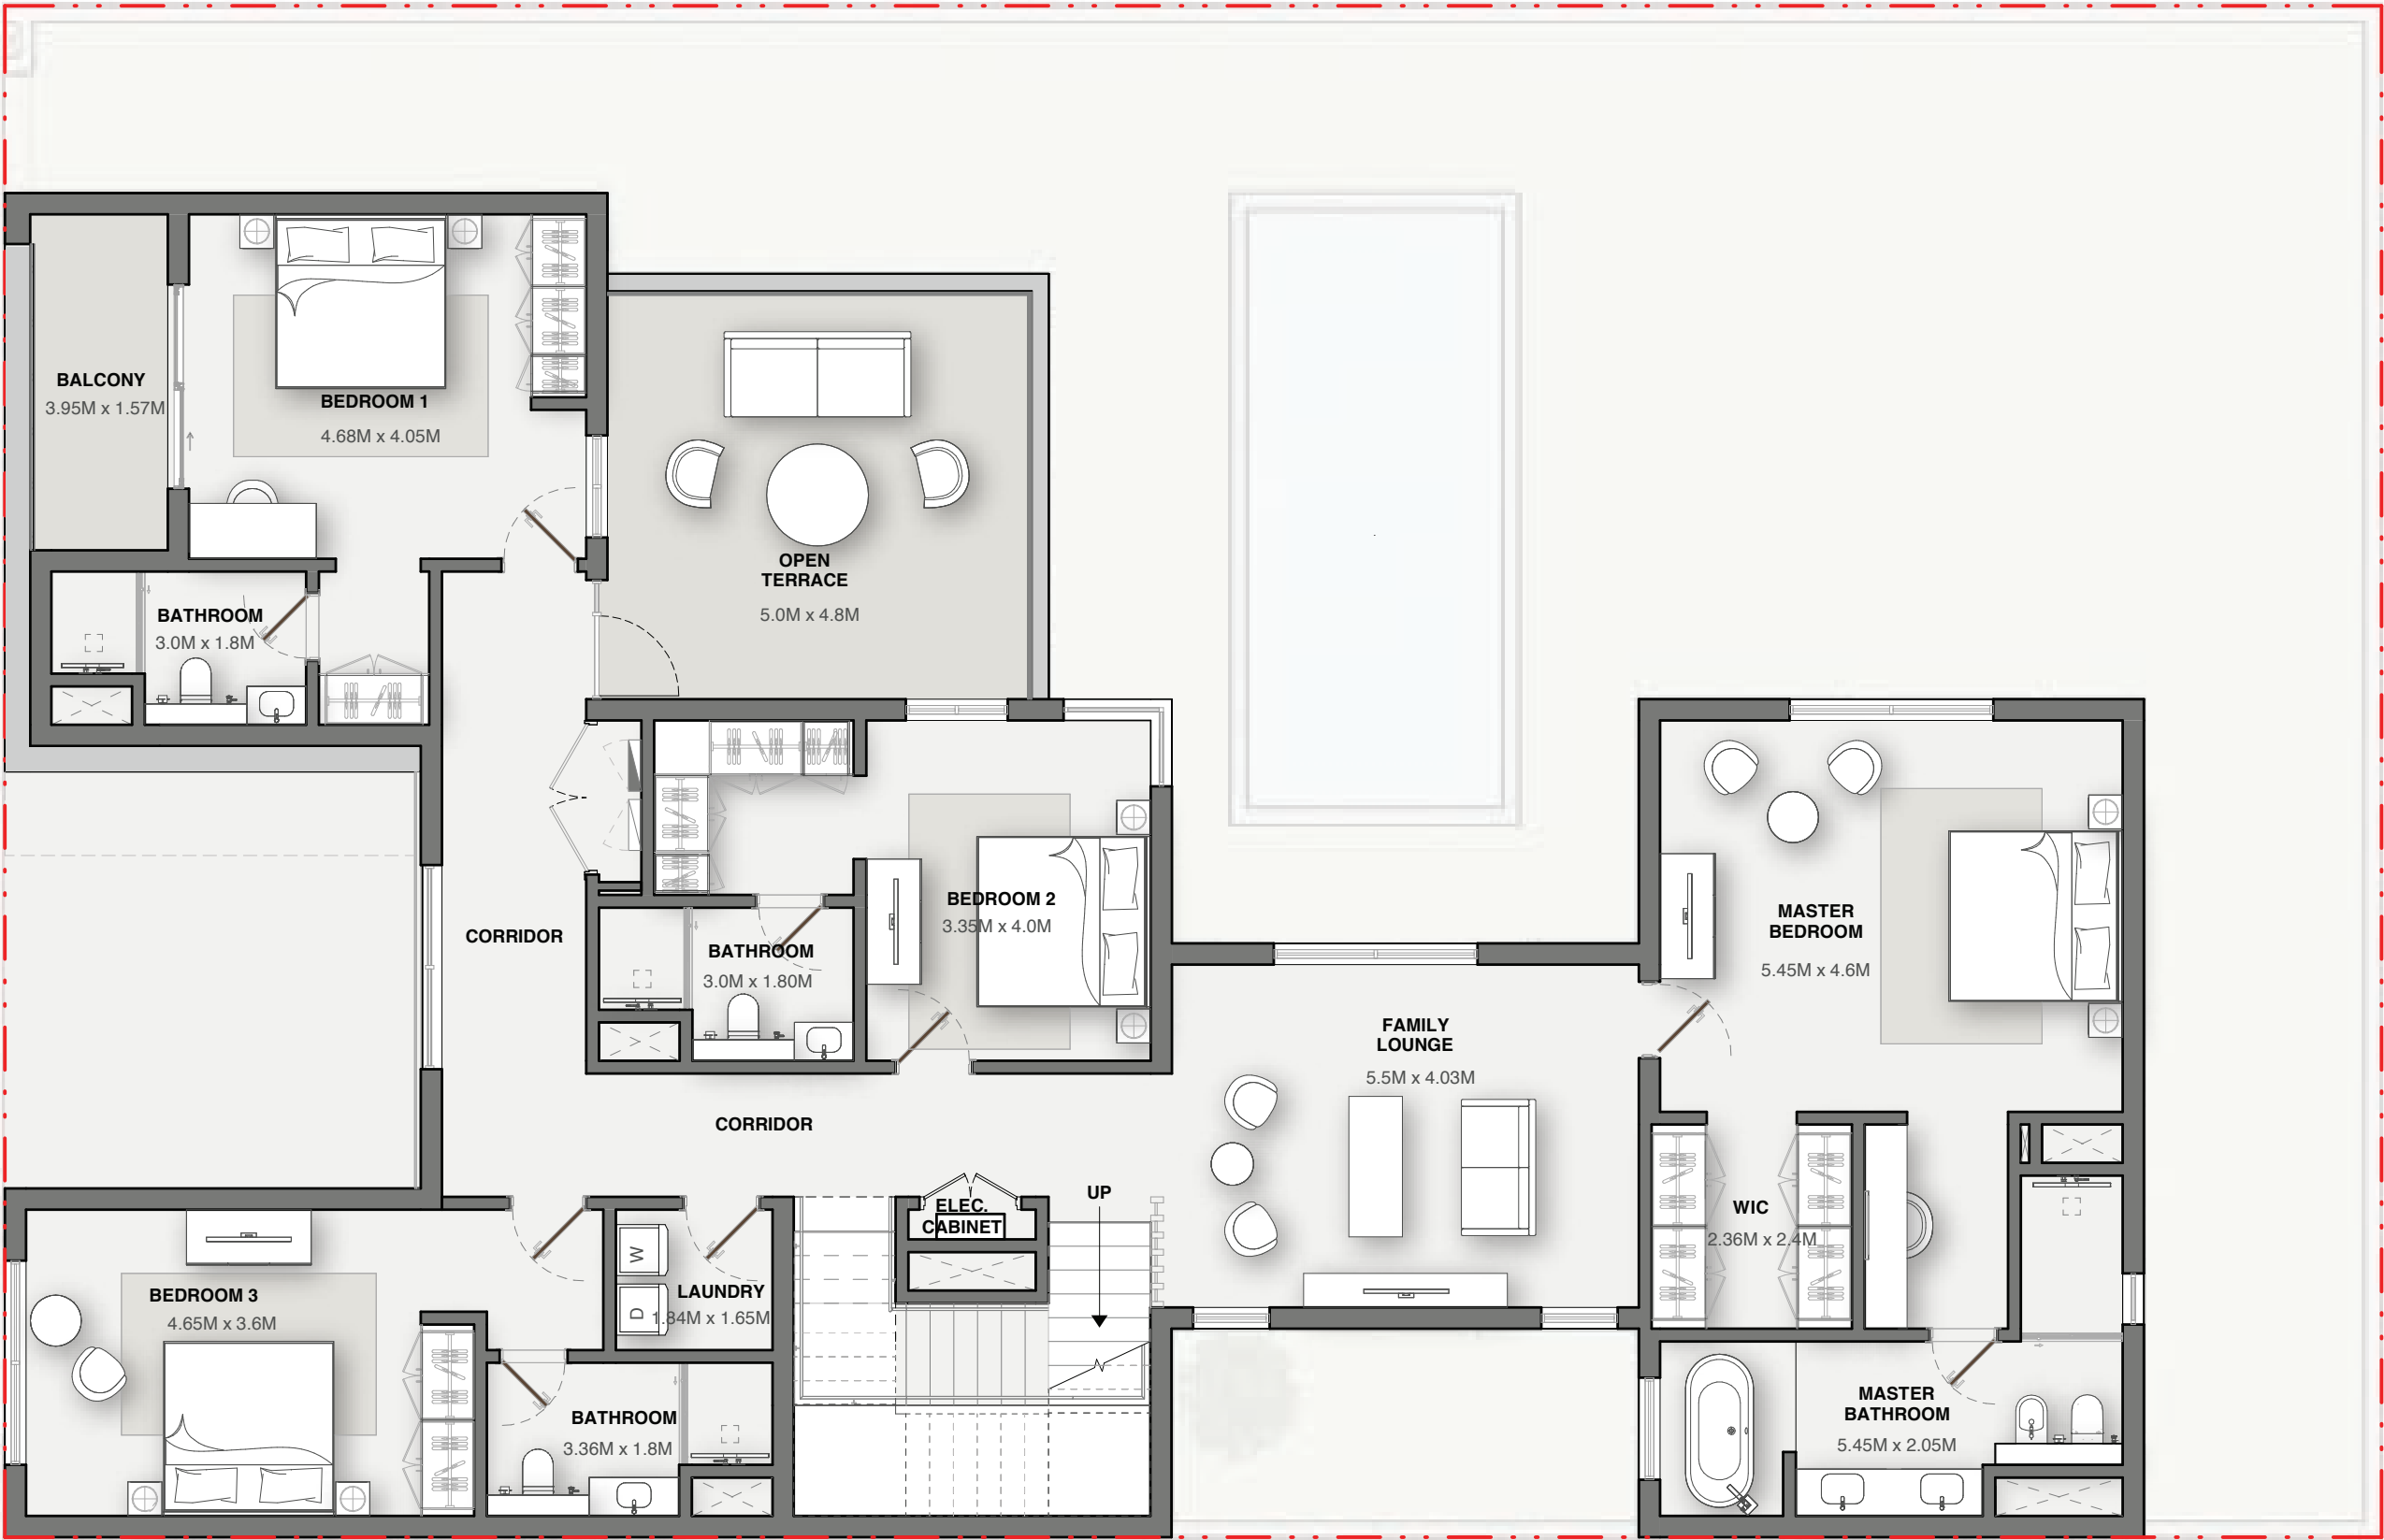 BALCONY
3.95M x 1.57M
BEDROOM 1
4.68M x 4.05M
OPEN
TERRACE
5.0M x 4.8M
BATHROOM
3.0M x 1.8M
CORRIDOR
BATHROOM
3.0M x 1.80M
BEDROOM 2
3.35M x 4.0M
MASTER
BEDROOM
5.45M x 4.6M
FAMILY
LOUNGE
5.5M x 4.03M
CORRIDOR
ELEC.
CABINET
UP
WIC
2.36M x 2.4M
BEDROOM 3
4.65M x 3.6M
W
D
LAUNDRY
1.84M x 1.65M
BATHROOM
3.36M x 1.8M
MASTER
BATHROOM
5.45M x 2.05M